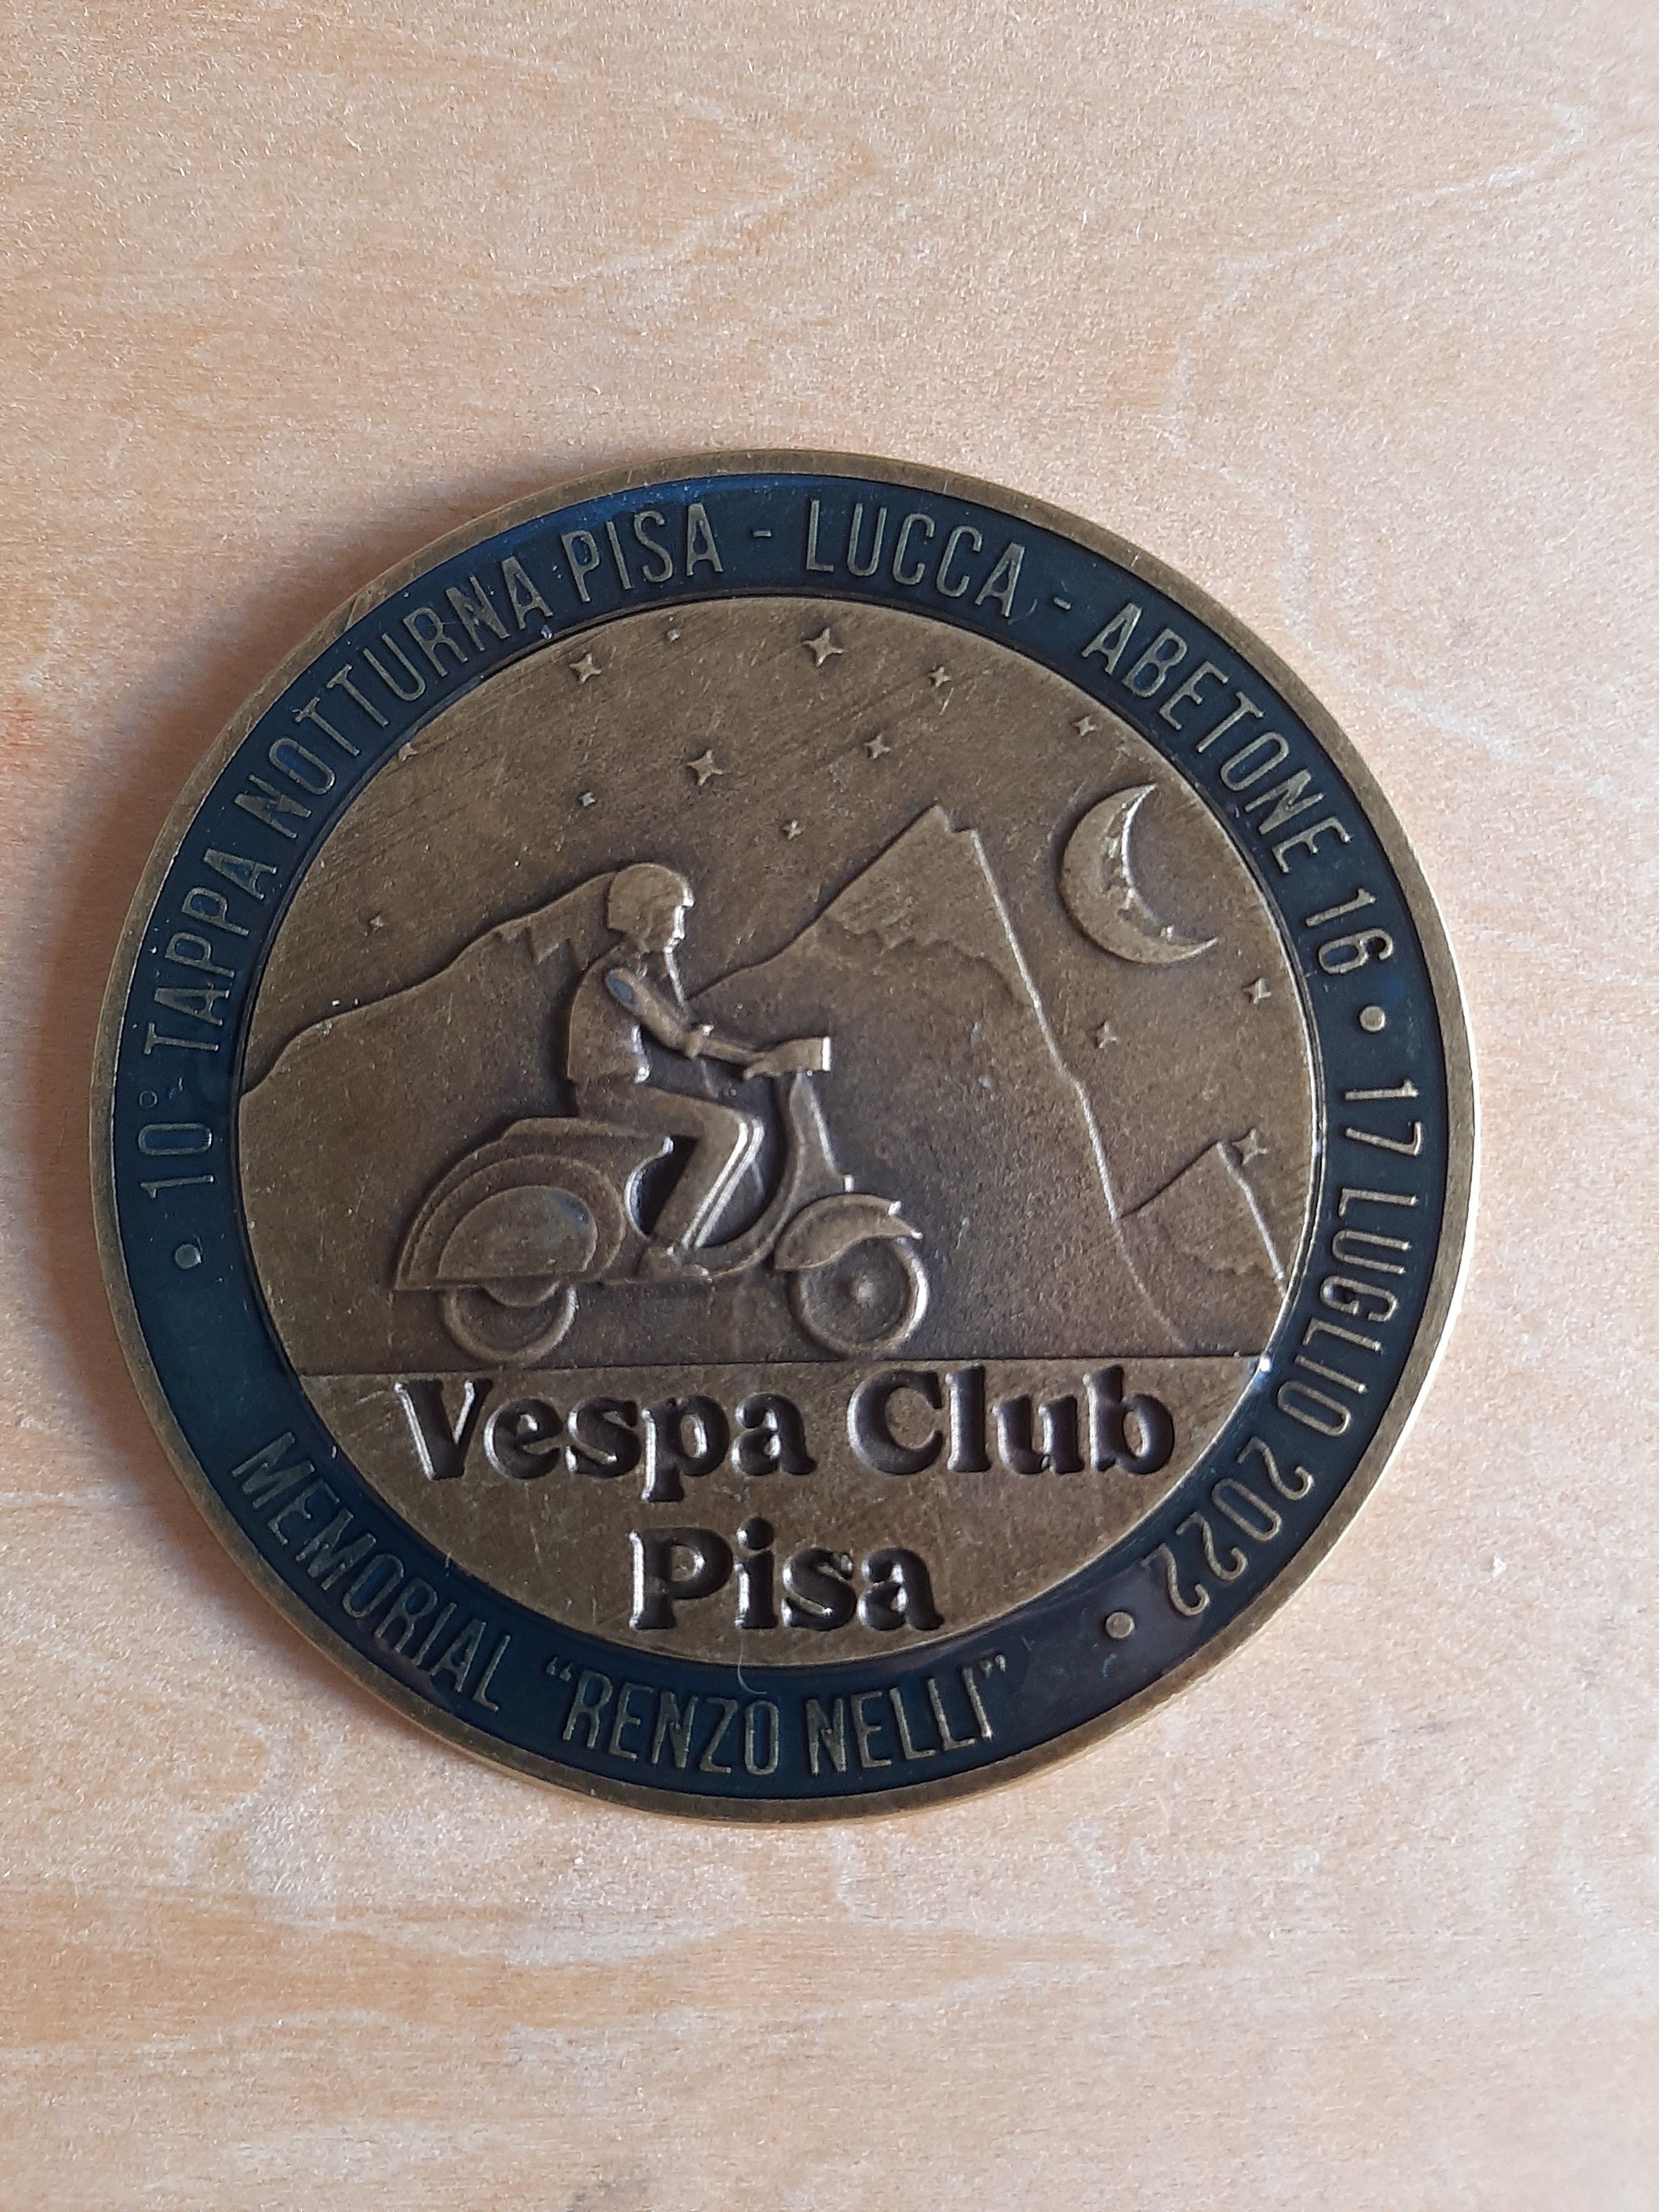 • 10° TAPPA NOTTURNA PISA - LUCCA - ABETONE 16 • 17 LUGLIO 2022 •
MEMORIAL “RENZO NELLI”
Vespa Club
Pisa